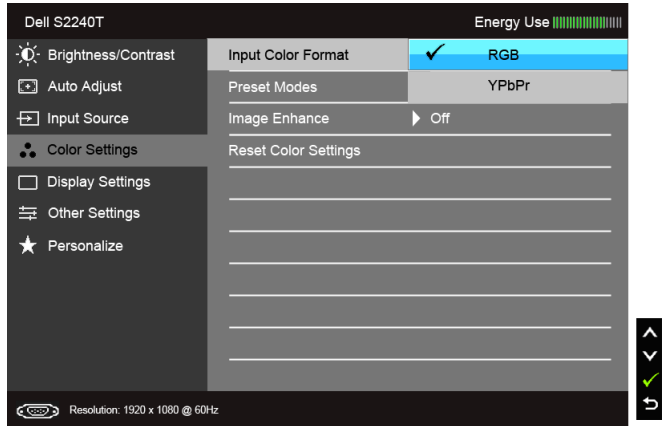 Dell S2240T
Energy Use
Brightness/Contrast
Auto Adjust
Input Source
Color Settings
Display Settings
Other Settings
Personalize
Input Color Format
RGB
Preset Modes
YPbPr
Image Enhance
Off
Reset Color Settings
Resolution: 1920 x 1080 @ 60Hz